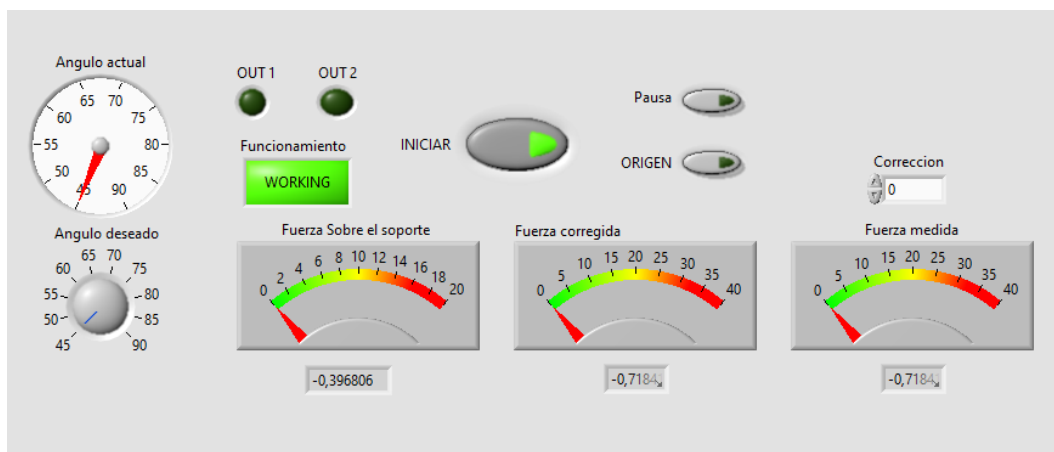 Angulo actual
45 50 55 60 65 70 75 80 85 90
Angulo deseado
45 50 55 60 65 70 75 80 85 90
OUT 1
OUT 2
Funcionamiento
WORKING
INICIAR
Pausa
ORIGEN
Correccion
0
Fuerza Sobre el soporte
0 2 4 6 8 10 12 14 16 18 20
-0,396806
Fuerza corregida
0 5 10 15 20 25 30 35 40
-0,7184
Fuerza medida
0 5 10 15 20 25 30 35 40
-0,7184